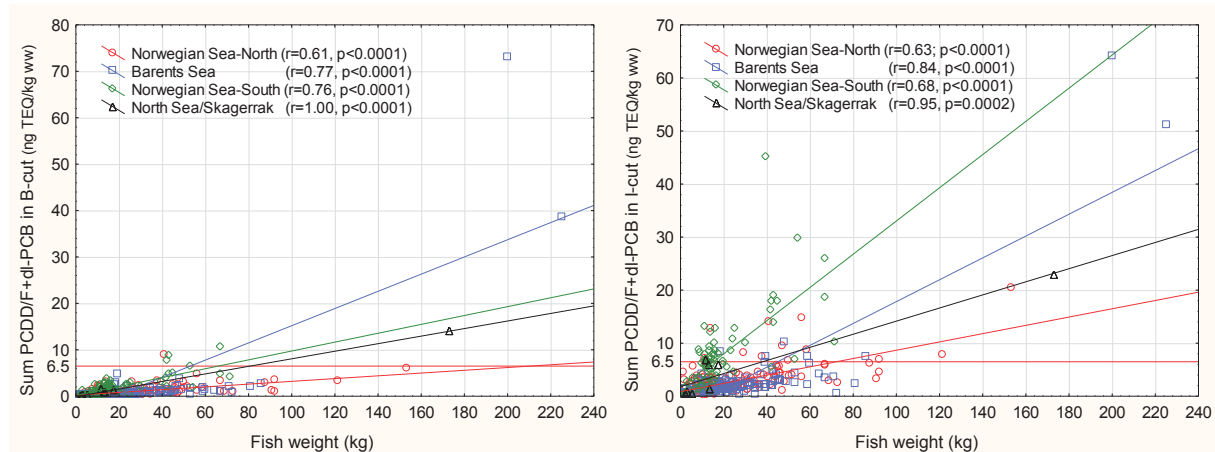 Sum PCDD/F+dl-PCB in B-cut (ng TEQ/kg ww)
80
70
60
50
40
30
20
10
6.5
0
Norwegian Sea-North (r=0.61, p<0.0001)
Barents Sea (r=0.77, p<0.0001)
Norwegian Sea-South (r=0.76, p<0.0001)
North Sea/Skagerrak (r=1.00, p<0.0001)
0 20 40 60 80 100 120 140 160 180 200 220 240
Fish weight (kg)
Sum PCDD/F+dl-PCB in I-cut (ng TEQ/kg ww)
70
60
50
40
30
20
10
6.5
0
Norwegian Sea-North (r=0.63; p<0.0001)
Barents Sea (r=0.84, p<0.0001)
Norwegian Sea-South (r=0.68, p<0.0001)
North Sea/Skagerrak (r=0.95, p=0.0002)
0 20 40 60 80 100 120 140 160 180 200 220 240
Fish weight (kg)